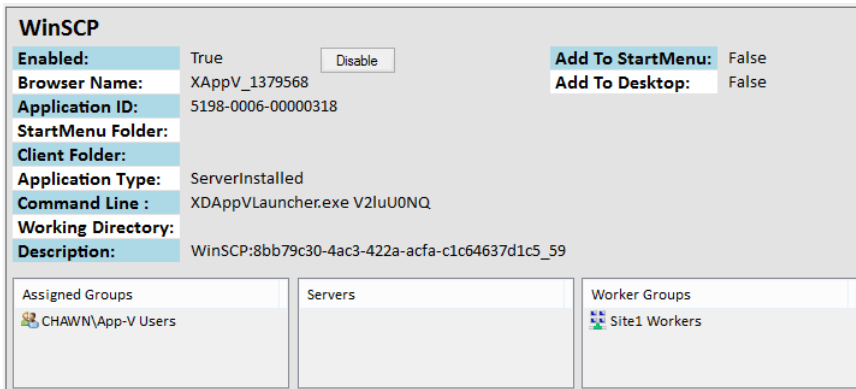 WinSCP
Enabled: True Disable Add To StartMenu: False
Browser Name: XAppV_1379568 Add To Desktop: False
Application ID: 5198-0006-00000318
StartMenu Folder:
Client Folder:
Application Type: ServerInstalled
Command Line : XDAppVLauncher.exe V2luU0NQ
Working Directory:
Description: WinSCP:8bb79c30-4ac3-422a-acfa-c1c64637d1c5_59
Assigned Groups Servers Worker Groups
CHAWN\App-V Users Site1 Workers